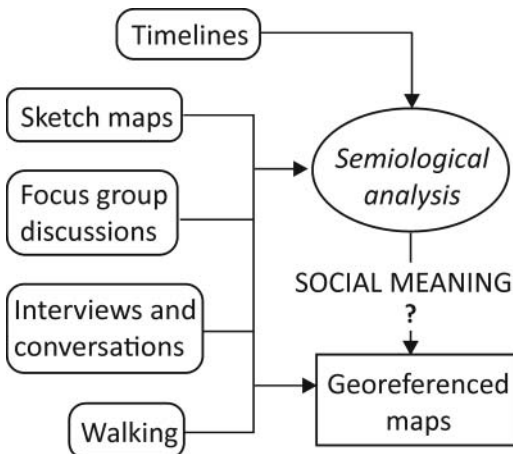 Timelines
Sketch maps
Semiological
analysis
Focus group
discussions
SOCIAL MEANING
?
Interviews and
conversations
Georeferenced
maps
Walking